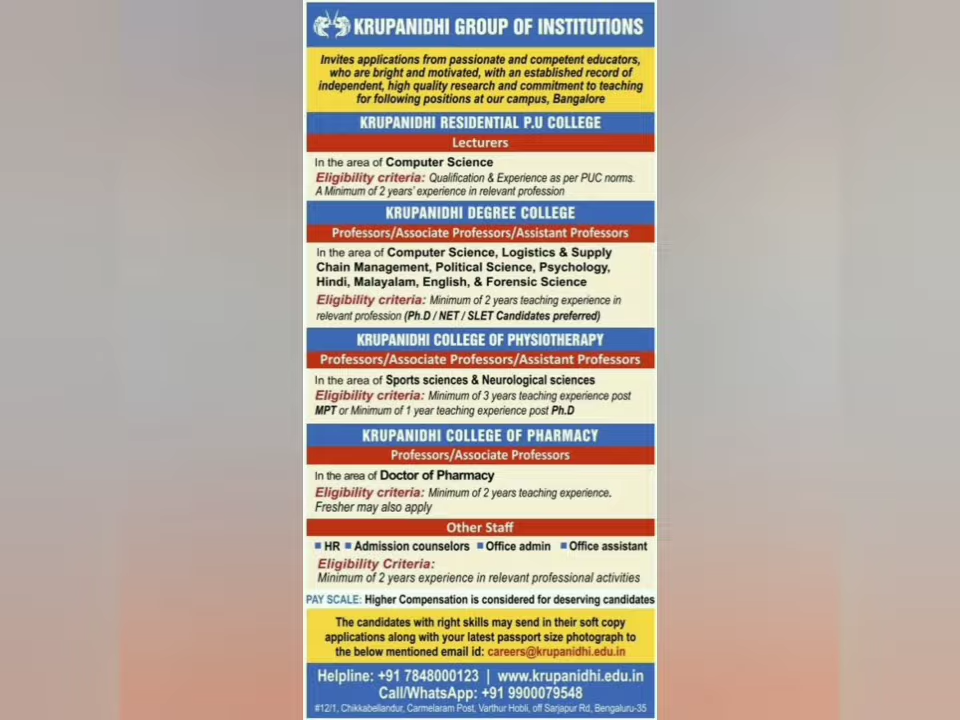 KRUPANIDHI GROUP OF INSTITUTIONS
Invites applications from passionate and competent educators,
who are bright and motivated, with an established record of
independent, high quality research and commitment to teaching
for following positions at our campus, Bangalore
KRUPANIDHI RESIDENTIAL P.U COLLEGE
Lecturers
In the area of Computer Science
Eligibility criteria: Qualification & Experience as per PUC norms.
A Minimum of 2 years' experience in relevant profession
KRUPANIDHI DEGREE COLLEGE
Professors/Associate Professors/Assistant Professors
In the area of Computer Science, Logistics & Supply
Chain Management, Political Science, Psychology,
Hindi, Malayalam, English, & Forensic Science
Eligibility criteria: Minimum of 2 years teaching experience in
relevant profession (Ph.D / NET / SLET Candidates preferred)
KRUPANIDHI COLLEGE OF PHYSIOTHERAPY
Professors/Associate Professors/Assistant Professors
In the area of Sports sciences & Neurological sciences
Eligibility criteria: Minimum of 3 years teaching experience post
MPT or Minimum of 1 year teaching experience post Ph.D
KRUPANIDHI COLLEGE OF PHARMACY
Professors/Associate Professors
In the area of Doctor of Pharmacy
Eligibility criteria: Minimum of 2 years teaching experience.
Fresher may also apply
Other Staff
■ HR ■ Admission counselors ■ Office admin ■ Office assistant
Eligibility Criteria:
Minimum of 2 years experience in relevant professional activities
PAY SCALE: Higher Compensation is considered for deserving candidates
The candidates with right skills may send in their soft copy
applications along with your latest passport size photograph to
the below mentioned email id: careers@krupanidhi.edu.in
Helpline: +91 7848000123 | www.krupanidhi.edu.in
Call/WhatsApp: +91 9900079548
#12/1, Chikkabellandur, Carmelaram Post, Varthur Hobli, off Sarjapur Rd, Bengaluru-35